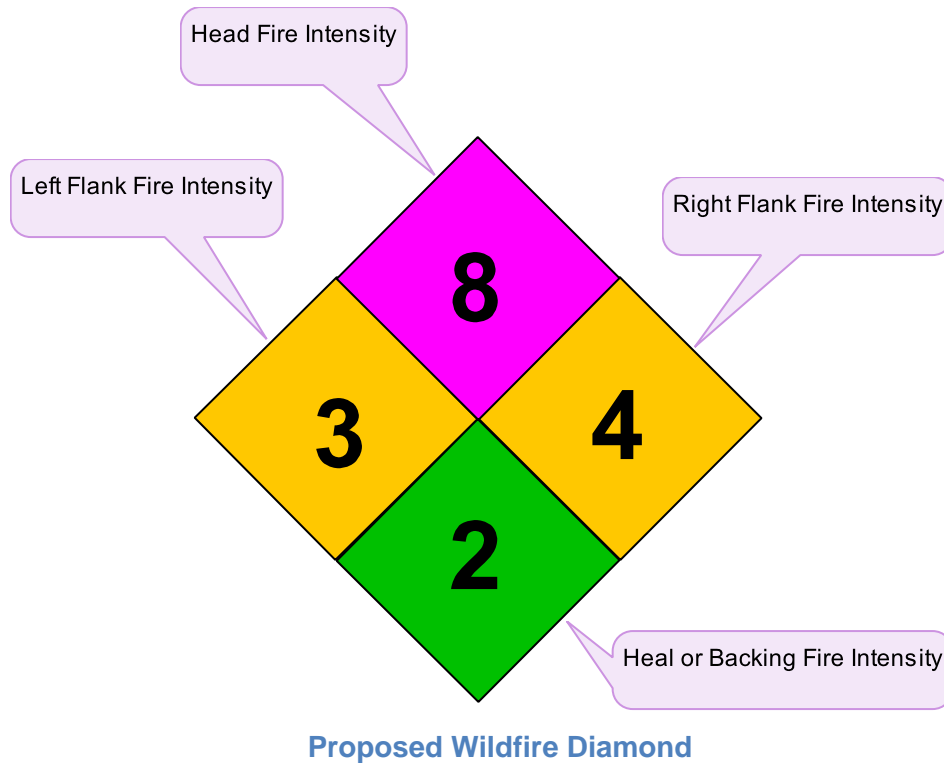 Head Fire Intensity
Left Flank Fire Intensity
Right Flank Fire Intensity
8
3
4
2
Heal or Backing Fire Intensity
Proposed Wildfire Diamond